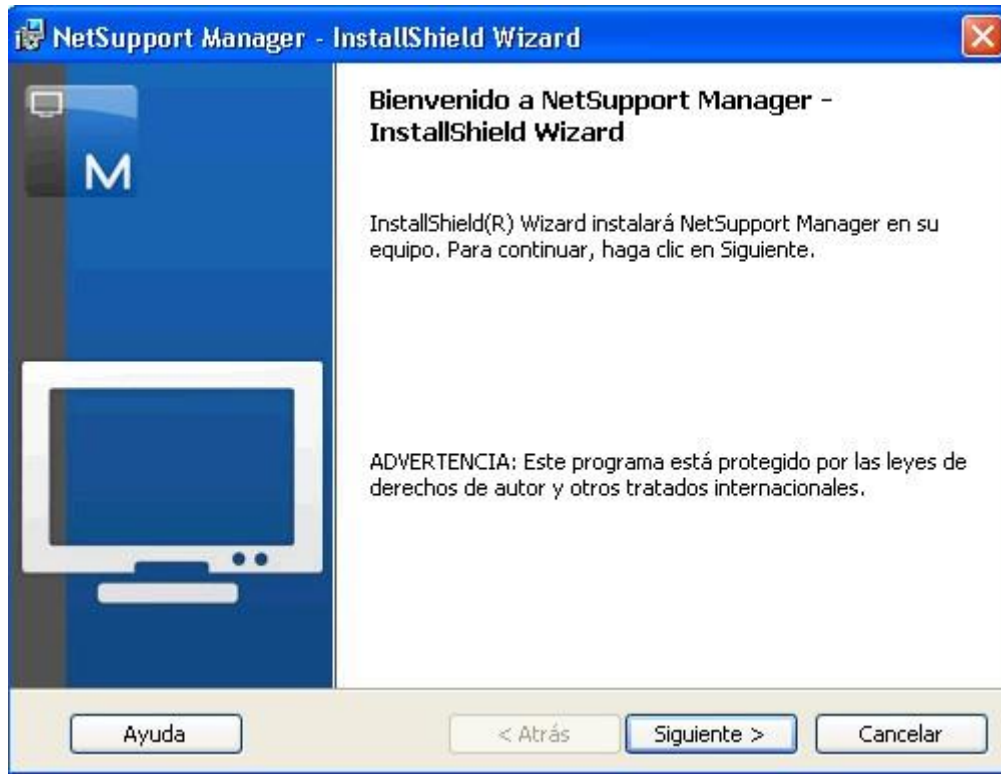 NetSupport Manager - InstallShield Wizard
M
Bienvenido a NetSupport Manager -
InstallShield Wizard
InstallShield(R) Wizard instalará NetSupport Manager en su
equipo. Para continuar, haga clic en Siguiente.
ADVERTENCIA: Este programa está protegido por las leyes de
derechos de autor y otros tratados internacionales.
Ayuda
< Atrás
Siguiente >
Cancelar